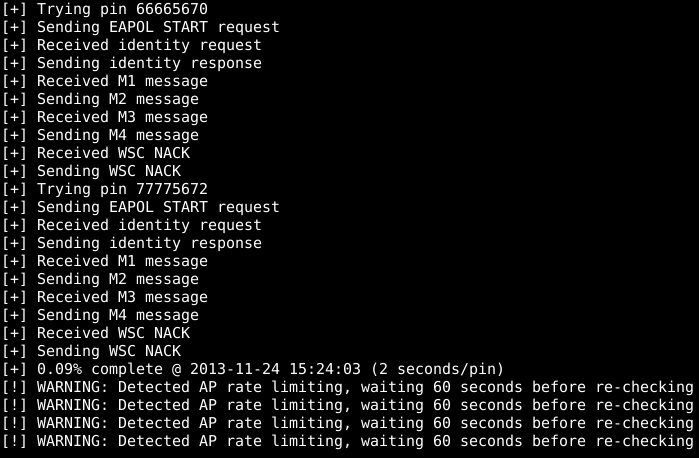 [+] Trying pin 66665670
[+] Sending EAPOL START request
[+] Received identity request
[+] Sending identity response
[+] Received M1 message
[+] Sending M2 message
[+] Received M3 message
[+] Sending M4 message
[+] Received WSC NACK
[+] Sending WSC NACK
[+] Trying pin 77775672
[+] Sending EAPOL START request
[+] Received identity request
[+] Sending identity response
[+] Received M1 message
[+] Sending M2 message
[+] Received M3 message
[+] Sending M4 message
[+] Received WSC NACK
[+] Sending WSC NACK
[+] 0.09% complete @ 2013-11-24 15:24:03 (2 seconds/pin)
[!] WARNING: Detected AP rate limiting, waiting 60 seconds before re-checking
[!] WARNING: Detected AP rate limiting, waiting 60 seconds before re-checking
[!] WARNING: Detected AP rate limiting, waiting 60 seconds before re-checking
[!] WARNING: Detected AP rate limiting, waiting 60 seconds before re-checking